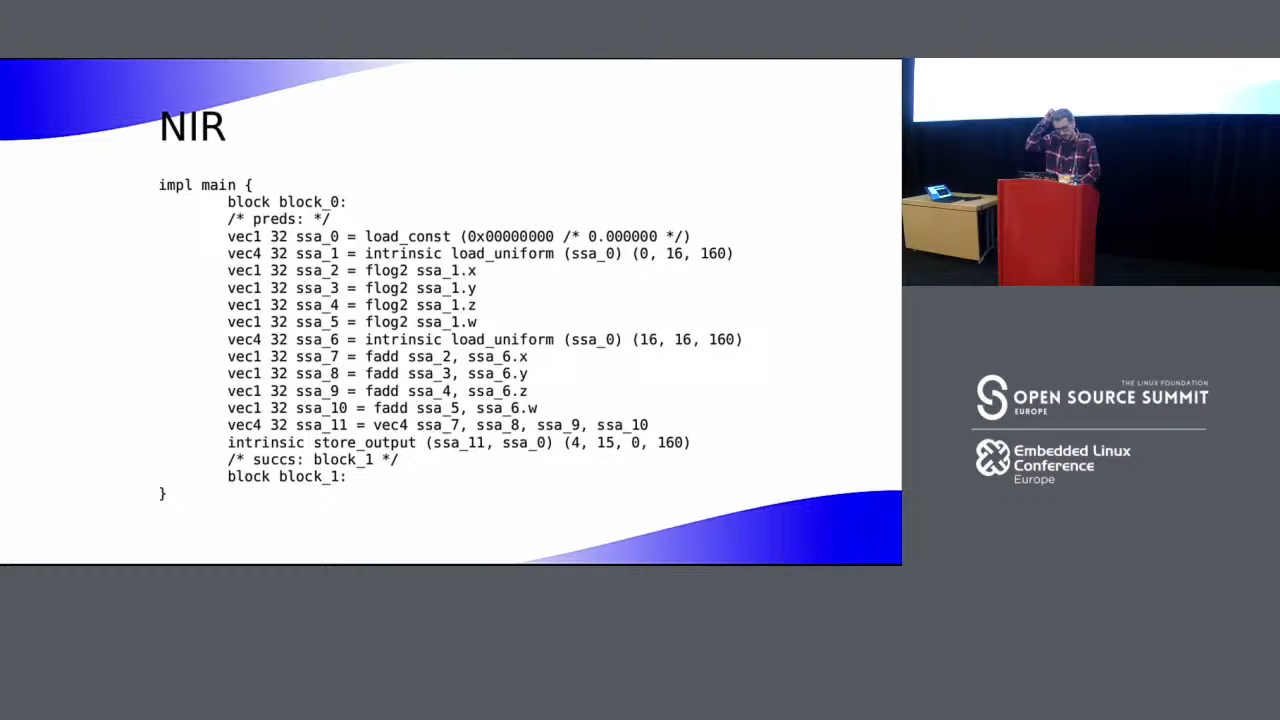 NIR
impl main {
block block_0:
/* preds: */
vec1 32 ssa_0 = load_const (0x00000000 /* 0.000000 */)
vec4 32 ssa_1 = intrinsic load_uniform (ssa_0) (0, 16, 160)
vec1 32 ssa_2 = flog2 ssa_1.x
vec1 32 ssa_3 = flog2 ssa_1.y
vec1 32 ssa_4 = flog2 ssa_1.z
vec1 32 ssa_5 = flog2 ssa_1.w
vec4 32 ssa_6 = intrinsic load_uniform (ssa_0) (16, 16, 160)
vec1 32 ssa_7 = fadd ssa_2, ssa_6.x
vec1 32 ssa_8 = fadd ssa_3, ssa_6.y
vec1 32 ssa_9 = fadd ssa_4, ssa_6.z
vec1 32 ssa_10 = fadd ssa_5, ssa_6.w
vec4 32 ssa_11 = vec4 ssa_7, ssa_8, ssa_9, ssa_10
intrinsic store_output (ssa_11, ssa_0) (4, 15, 0, 160)
/* succs: block_1 */
block block_1:
}
THE LINUX FOUNDATION
OPEN SOURCE SUMMIT
EUROPE
Embedded Linux
Conference
Europe